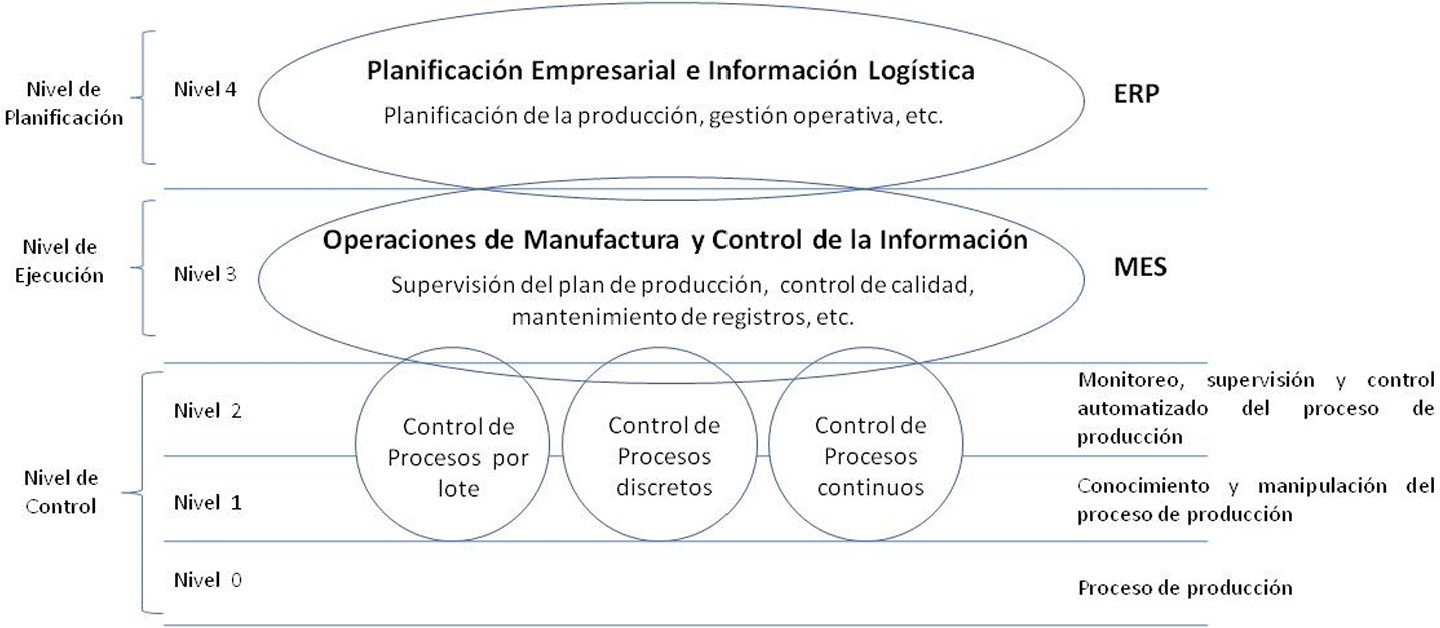 Nivel de
Planificación
Nivel 4
Planificación Empresarial e Información Logística
Planificación de la producción, gestión operativa, etc.
ERP
Nivel de
Ejecución
Nivel 3
Operaciones de Manufactura y Control de la Información
Supervisión del plan de producción, control de calidad,
mantenimiento de registros, etc.
MES
Nivel de
Control
Nivel 2
Nivel 1
Nivel 0
Control de
Procesos por
lote
Control de
Procesos
discretos
Control de
Procesos
continuos
Monitoreo, supervisión y control
automatizado del proceso de
producción
Conocimiento y manipulación del
proceso de producción
Proceso de producción